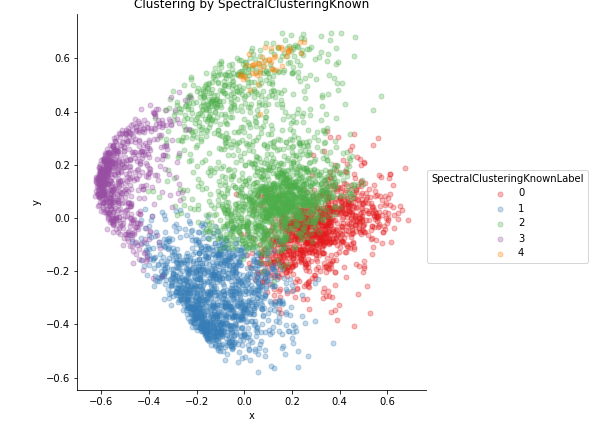 Clustering by SpectralClusteringKnown
0.6
0.4
0.2
0.0
−0.2
−0.4
−0.6
y
−0.6 −0.4 −0.2 0.0 0.2 0.4 0.6
x
SpectralClusteringKnownLabel
0
1
2
3
4